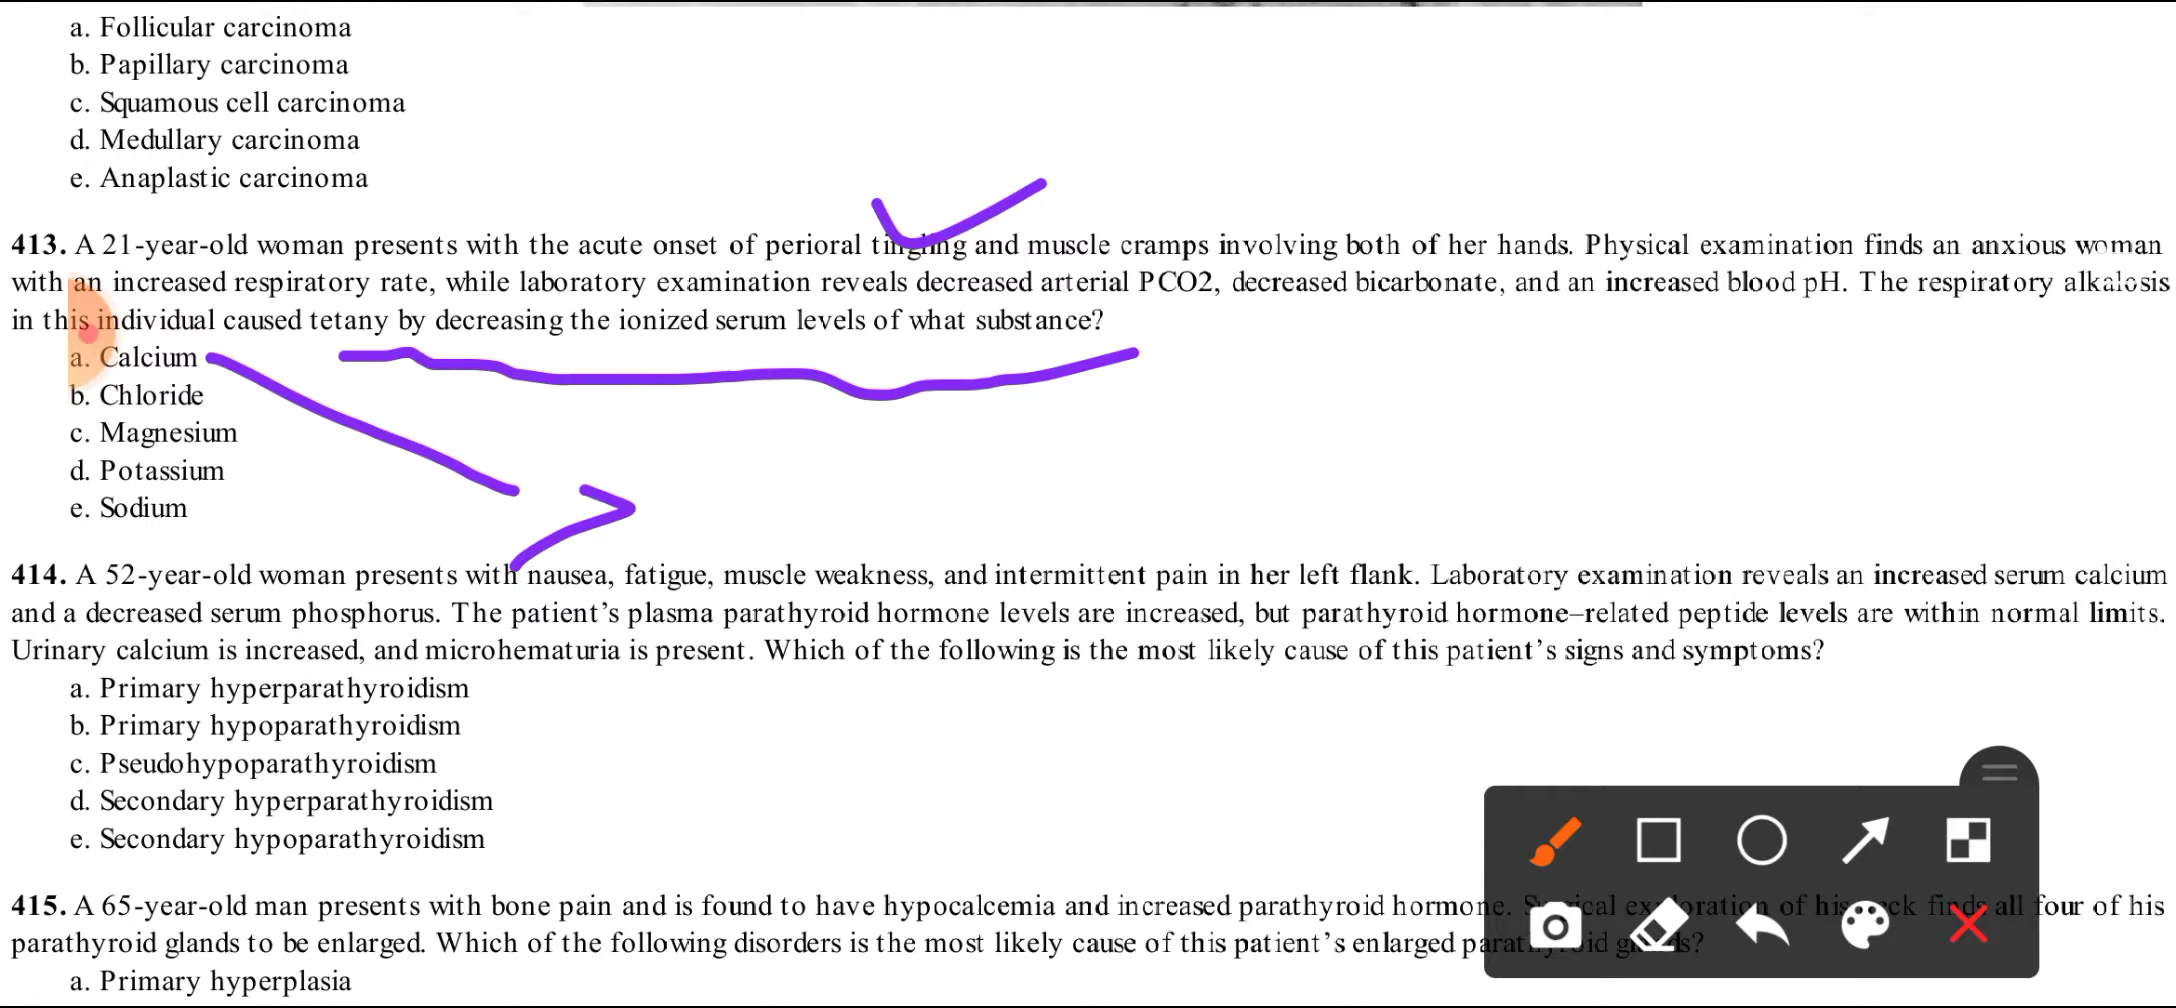 a. Follicular carcinoma
b. Papillary carcinoma
c. Squamous cell carcinoma
d. Medullary carcinoma
e. Anaplastic carcinoma
413. A 21-year-old woman presents with the acute onset of perioral tingling and muscle cramps involving both of her hands. Physical examination finds an anxious woman
with an increased respiratory rate, while laboratory examination reveals decreased arterial PCO2, decreased bicarbonate, and an increased blood pH. The respiratory alkalosis
in this individual caused tetany by decreasing the ionized serum levels of what substance?
a. Calcium
b. Chloride
c. Magnesium
d. Potassium
e. Sodium
414. A 52-year-old woman presents with nausea, fatigue, muscle weakness, and intermittent pain in her left flank. Laboratory examination reveals an increased serum calcium
and a decreased serum phosphorus. The patient’s plasma parathyroid hormone levels are increased, but parathyroid hormone–related peptide levels are within normal limits.
Urinary calcium is increased, and microhematuria is present. Which of the following is the most likely cause of this patient’s signs and symptoms?
a. Primary hyperparathyroidism
b. Primary hypoparathyroidism
c. Pseudohypoparathyroidism
d. Secondary hyperparathyroidism
e. Secondary hypoparathyroidism
415. A 65-year-old man presents with bone pain and is found to have hypocalcemia and increased parathyroid hormone. of his finds all four of his
parathyroid glands to be enlarged. Which of the following disorders is the most likely cause of this patient’s enlarged
a. Primary hyperplasia